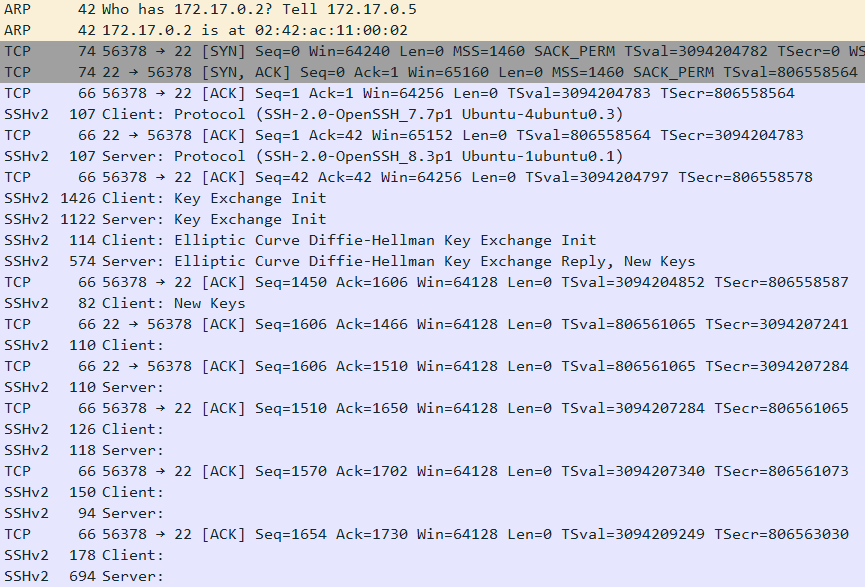 ARP 42 Who has 172.17.0.2? Tell 172.17.0.5
ARP 42 172.17.0.2 is at 02:42:ac:11:00:02
TCP 74 56378 → 22 [SYN] Seq=0 Win=64240 Len=0 MSS=1460 SACK_PERM TSval=3094204782 TSecr=0 WS
TCP 74 22 → 56378 [SYN, ACK] Seq=0 Ack=1 Win=65160 Len=0 MSS=1460 SACK_PERM TSval=806558564
TCP 66 56378 → 22 [ACK] Seq=1 Ack=1 Win=64256 Len=0 TSval=3094204783 TSecr=806558564
SSHv2 107 Client: Protocol (SSH-2.0-OpenSSH_7.7p1 Ubuntu-4ubuntu0.3)
TCP 66 22 → 56378 [ACK] Seq=1 Ack=42 Win=65152 Len=0 TSval=806558564 TSecr=3094204783
SSHv2 107 Server: Protocol (SSH-2.0-OpenSSH_8.3p1 Ubuntu-1ubuntu0.1)
TCP 66 56378 → 22 [ACK] Seq=42 Ack=42 Win=64256 Len=0 TSval=3094204797 TSecr=806558578
SSHv2 1426 Client: Key Exchange Init
SSHv2 1122 Server: Key Exchange Init
SSHv2 114 Client: Elliptic Curve Diffie-Hellman Key Exchange Init
SSHv2 574 Server: Elliptic Curve Diffie-Hellman Key Exchange Reply, New Keys
TCP 66 56378 → 22 [ACK] Seq=1450 Ack=1606 Win=64128 Len=0 TSval=3094204852 TSecr=806558587
SSHv2 82 Client: New Keys
TCP 66 22 → 56378 [ACK] Seq=1606 Ack=1466 Win=64128 Len=0 TSval=806561065 TSecr=3094207241
SSHv2 110 Client:
TCP 66 22 → 56378 [ACK] Seq=1606 Ack=1510 Win=64128 Len=0 TSval=806561065 TSecr=3094207284
SSHv2 110 Server:
TCP 66 56378 → 22 [ACK] Seq=1510 Ack=1650 Win=64128 Len=0 TSval=3094207284 TSecr=806561065
SSHv2 126 Client:
SSHv2 118 Server:
TCP 66 56378 → 22 [ACK] Seq=1570 Ack=1702 Win=64128 Len=0 TSval=3094207340 TSecr=806561073
SSHv2 150 Client:
SSHv2 94 Server:
TCP 66 56378 → 22 [ACK] Seq=1654 Ack=1730 Win=64128 Len=0 TSval=3094209249 TSecr=806563030
SSHv2 178 Client:
SSHv2 694 Server: